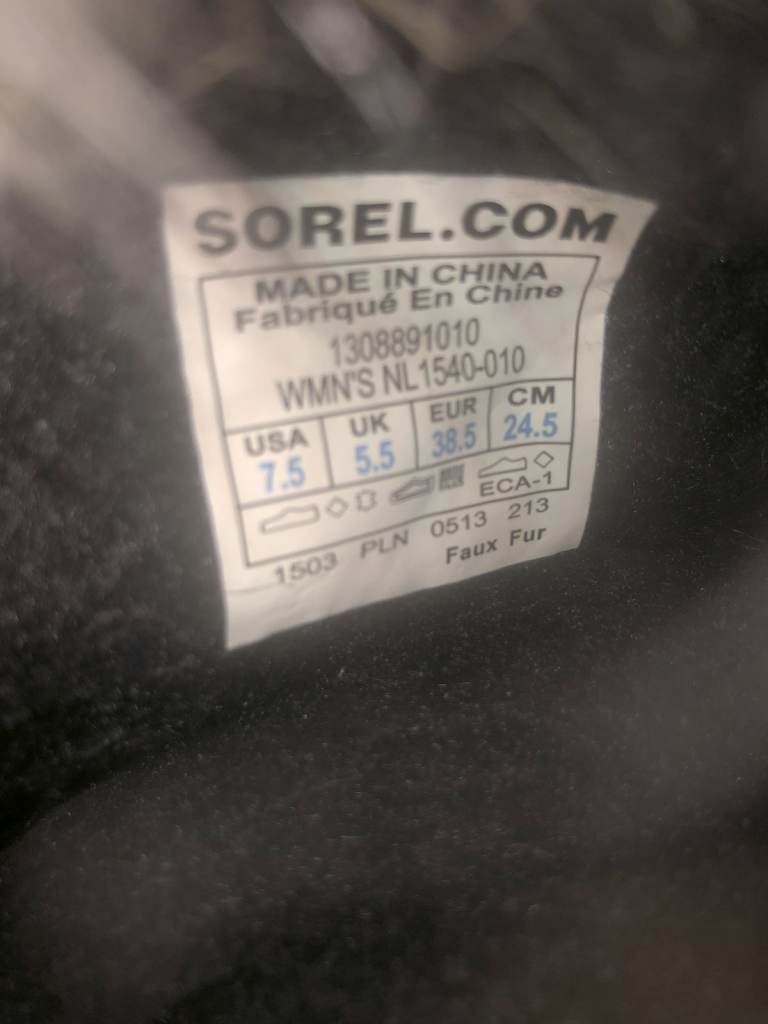 SOREL.COM
MADE IN CHINA
Fabriqué En Chine
1308891010
WMN'S NL1540-010
USA UK EUR CM
7.5 5.5 38.5 24.5
ECA-1
1503 PLN 0513 213
Faux Fur